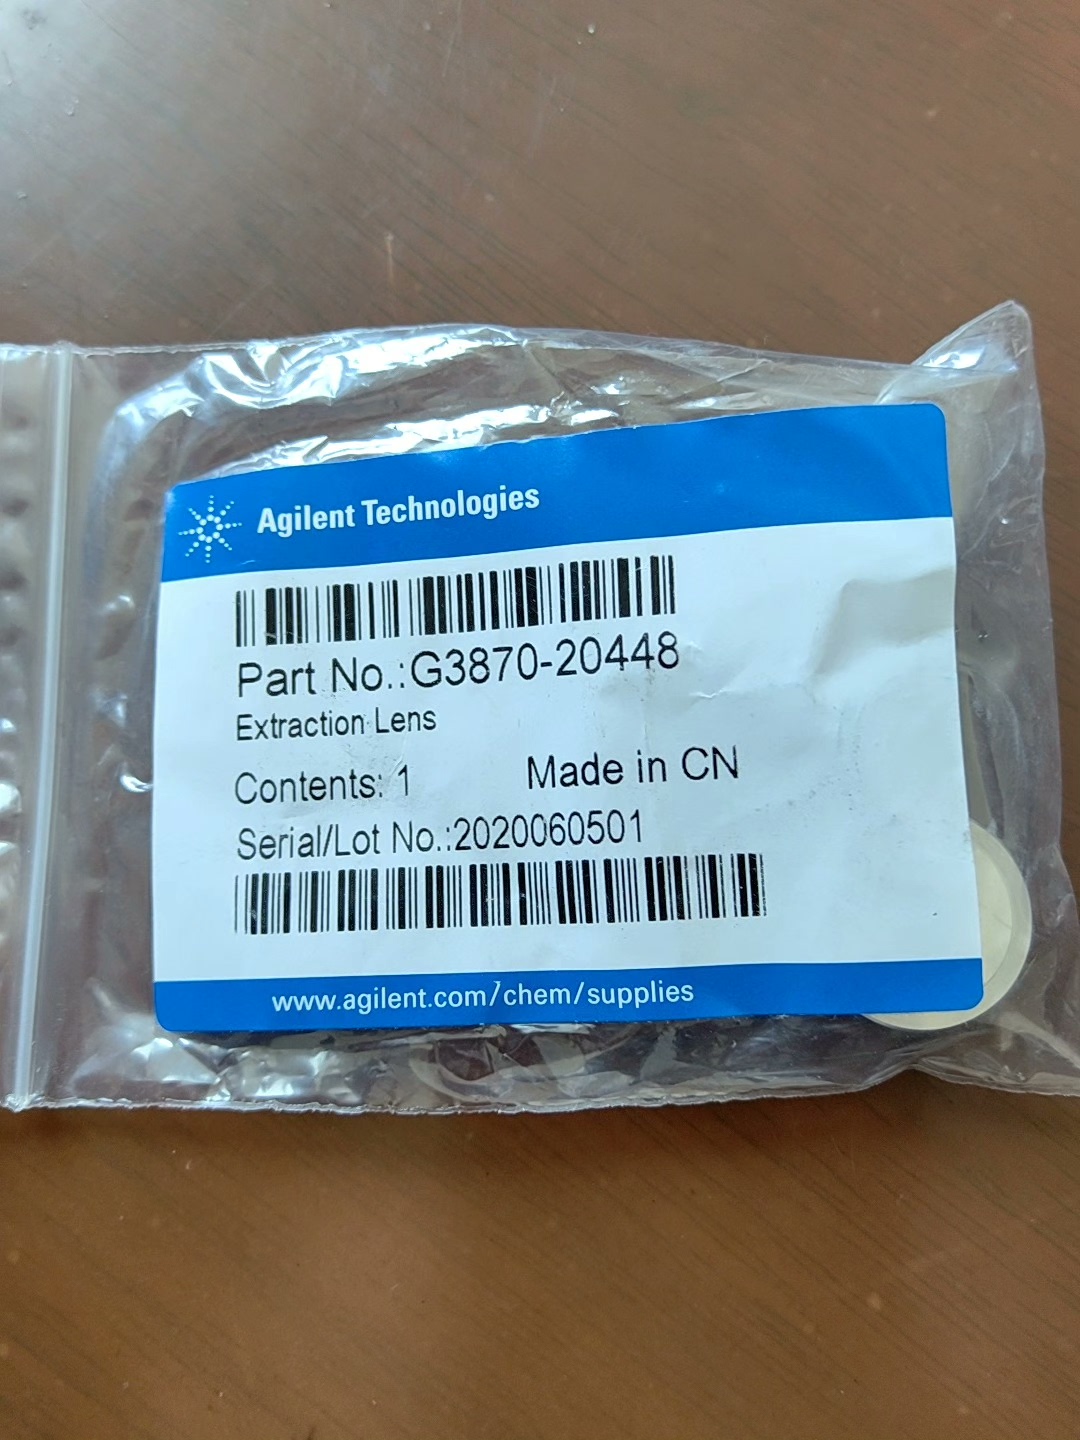 Agilent Technologies
Part No.:G3870-20448
Extraction Lens
Contents: 1 Made in CN
Serial/Lot No.:2020060501
www.agilent.com/chem/supplies